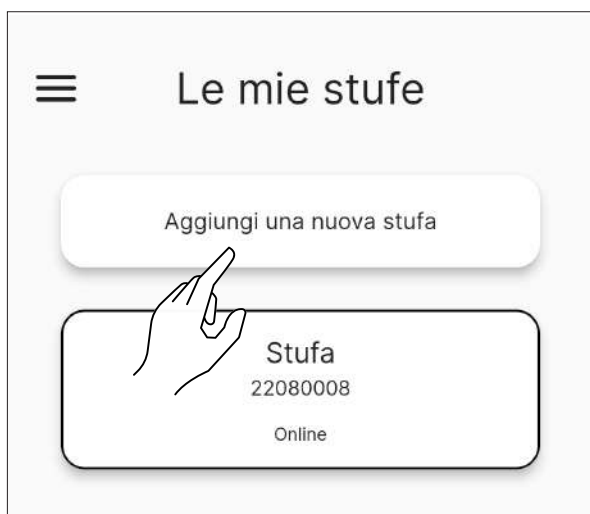 Le mie stufe
Aggiungi una nuova stufa
Stufa
22080008
Online